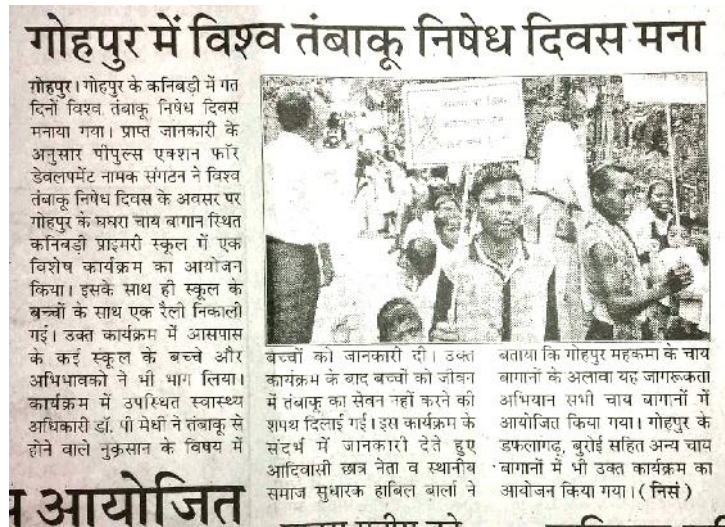 गोहपुर में विश्व तंबाकू निषेध दिवस मना
गोहपुर। गोहपुर के कनिबड़ी में गत
दिनों विश्व तंबाकू निषेध दिवस
मनाया गया। प्राप्त जानकारी के
अनुसार पीपुल्स एक्शन फॉर
डेवलपमेंट नामक संगठन ने विश्व
तंबाकू निषेध दिवस के अवसर पर
गोहपुर के घघरा चाय बागान स्थित
कनिबड़ी प्राइमरी स्कूल में एक
विशेष कार्यक्रम का आयोजन
किया। इसके साथ ही स्कूल के
बच्चों के साथ एक रैली निकाली
गई। उक्त कार्यक्रम में आसपास
के कई स्कूल के बच्चे और
अभिभावको ने भी भाग लिया।
कार्यक्रम में उपस्थित स्वास्थ्य
अधिकारी डॉ. पी मेधी ने तंबाकू से
होने वाले नुकसान के विषय में
बच्चों को जानकारी दी। उक्त
कार्यक्रम के बाद बच्चों को जीवन
में तंबाकू का सेवन नहीं करने की
शपथ दिलाई गई। इस कार्यक्रम के
संदर्भ में जानकारी देते हुए
आदिवासी छात्र नेता व स्थानीय
समाज सुधारक हाबिल बार्ला ने
बताया कि गोहपुर महकमा के चाय
बागानों के अलावा यह जागरूकता
अभियान सभी चाय बागानों में
आयोजित किया गया। गोहपुर के
डफलागढ़, बुरोई सहित अन्य चाय
बागानों में भी उक्त कार्यक्रम का
आयोजन किया गया। (निसं)
आयोजित